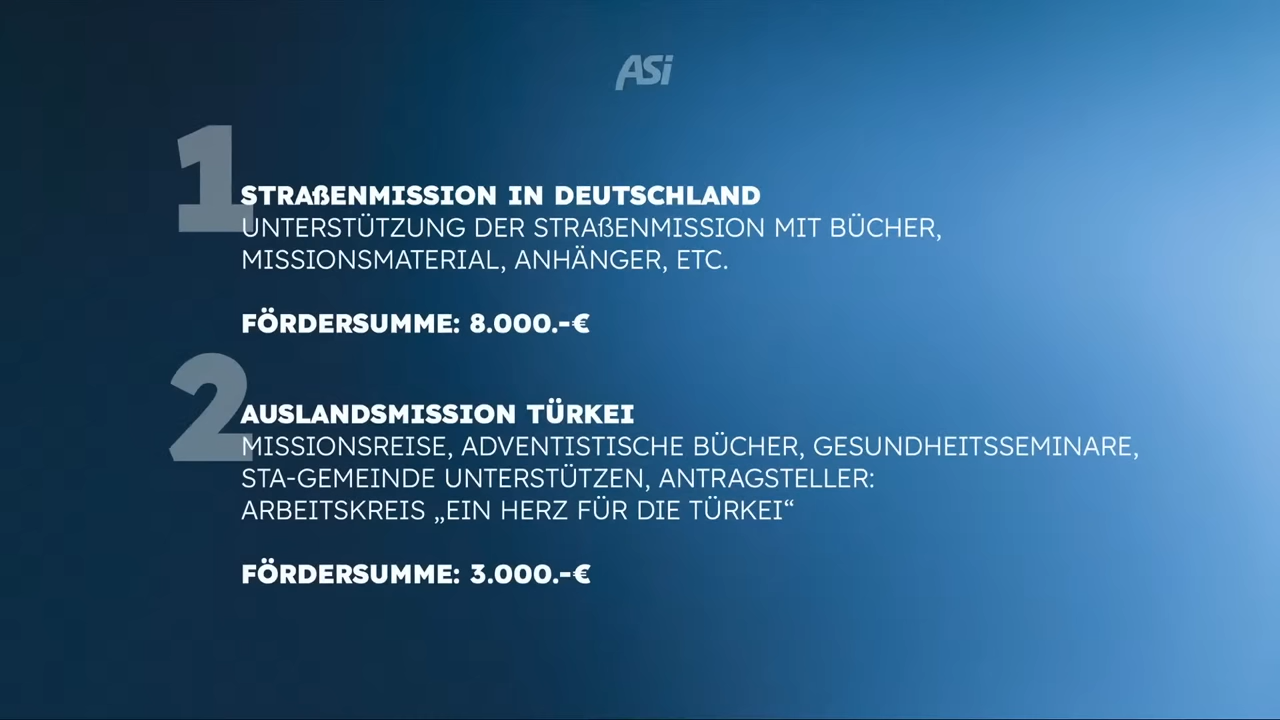 ASi
1
STRAßENMISSION IN DEUTSCHLAND
UNTERSTÜTZUNG DER STRAßENMISSION MIT BÜCHER,
MISSIONSMATERIAL, ANHÄNGER, ETC.
FÖRDERSUMME: 8.000.-€
2
AUSLANDSMISSION TÜRKEI
MISSIONSREISE, ADVENTISTISCHE BÜCHER, GESUNDHEITSSEMINARE,
STA-GEMEINDE UNTERSTÜTZEN, ANTRAGSTELLER:
ARBEITSKREIS „EIN HERZ FÜR DIE TÜRKEI“
FÖRDERSUMME: 3.000.-€